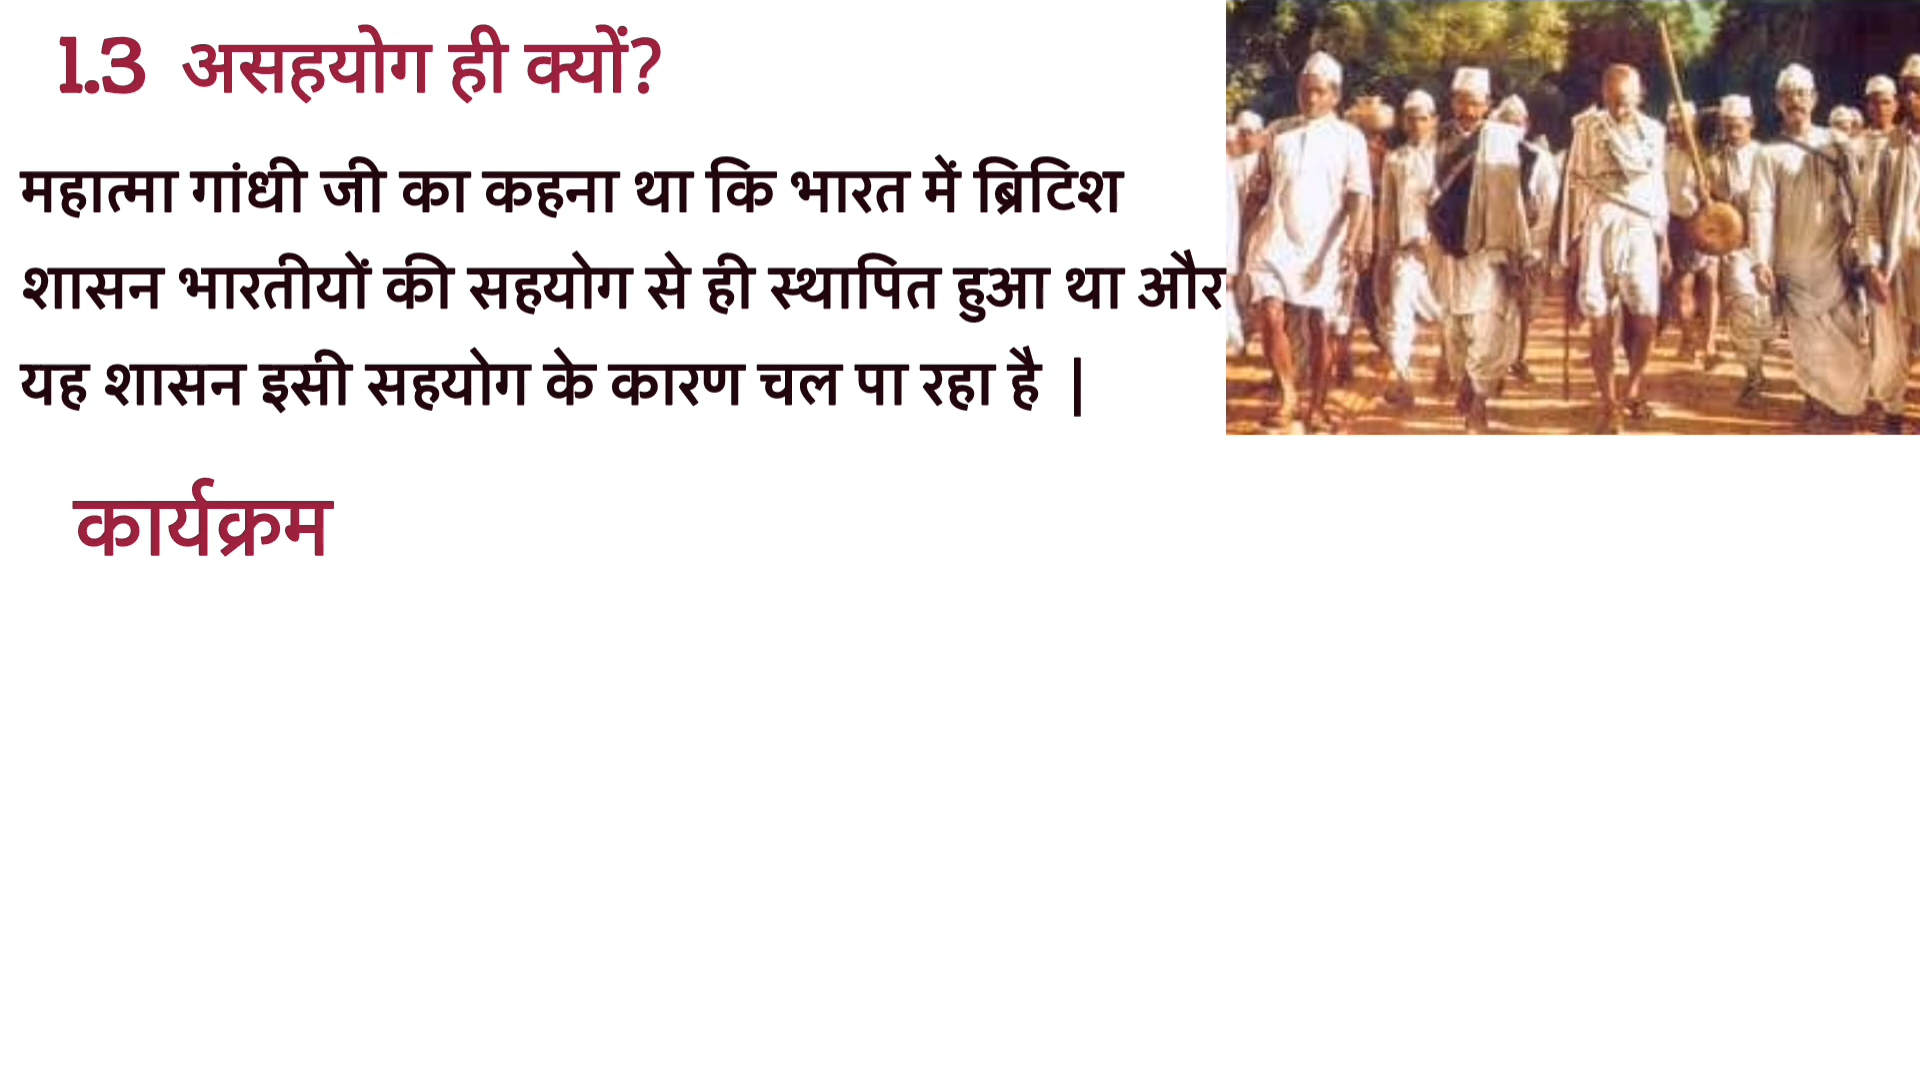 1.3 असहयोग ही क्यों?
महात्मा गांधी जी का कहना था कि भारत में ब्रिटिश
शासन भारतीयों की सहयोग से ही स्थापित हुआ था और
यह शासन इसी सहयोग के कारण चल पा रहा है |
कार्यक्रम